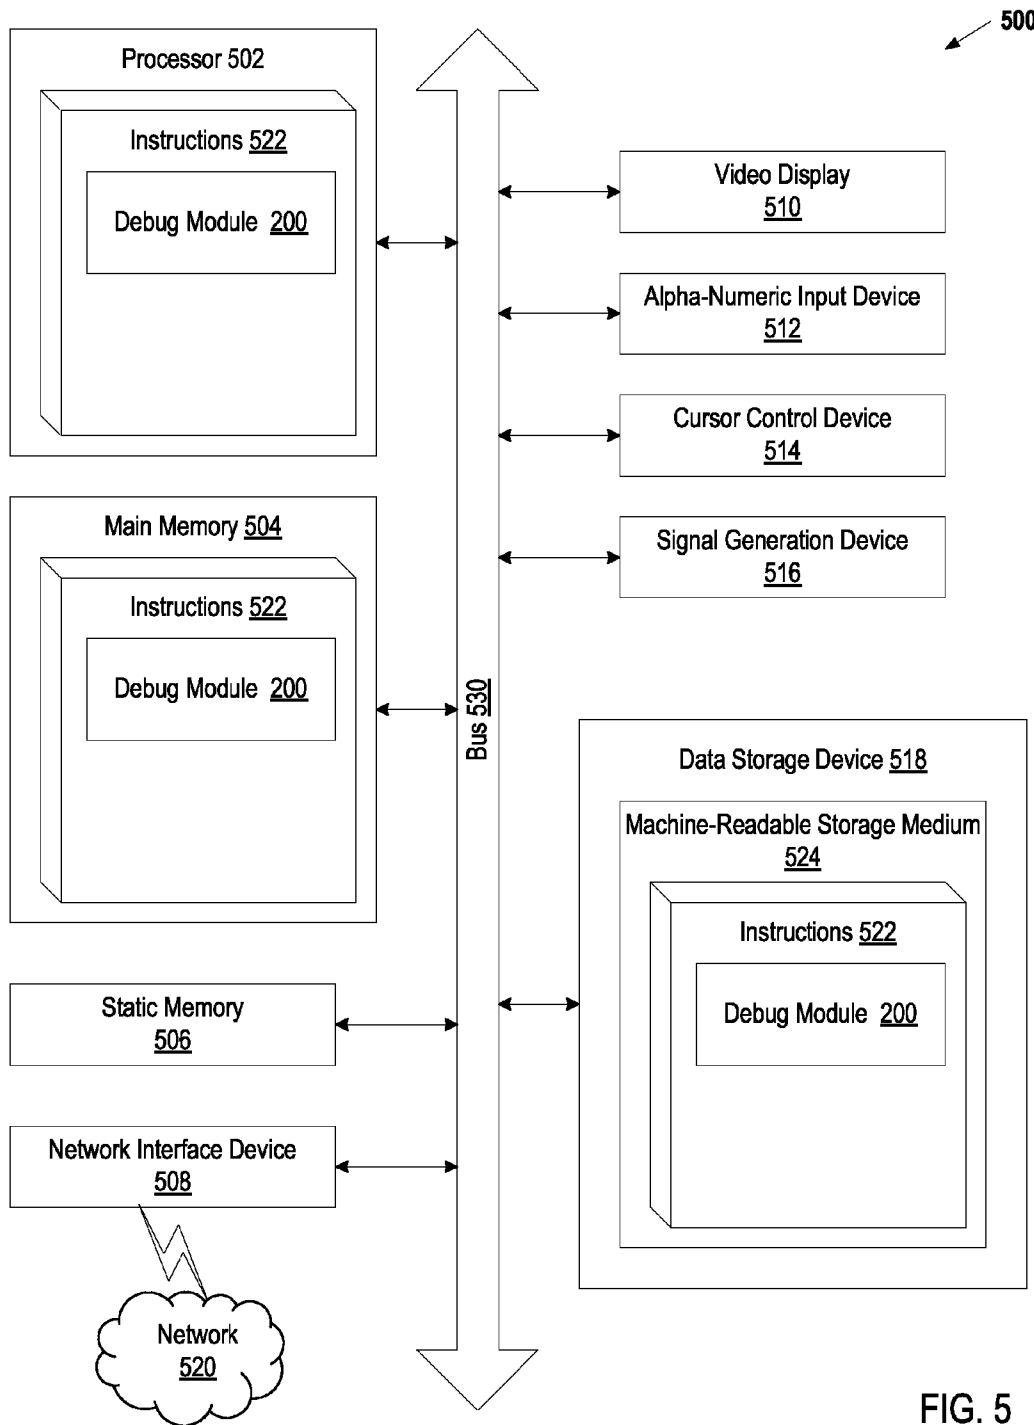 500
Processor 502
Instructions 522
Debug Module 200
Main Memory 504
Instructions 522
Debug Module 200
Static Memory
506
Network Interface Device
508
Network
520
Bus 530
Video Display
510
Alpha-Numeric Input Device
512
Cursor Control Device
514
Signal Generation Device
516
Data Storage Device 518
Machine-Readable Storage Medium
524
Instructions 522
Debug Module 200
FIG. 5